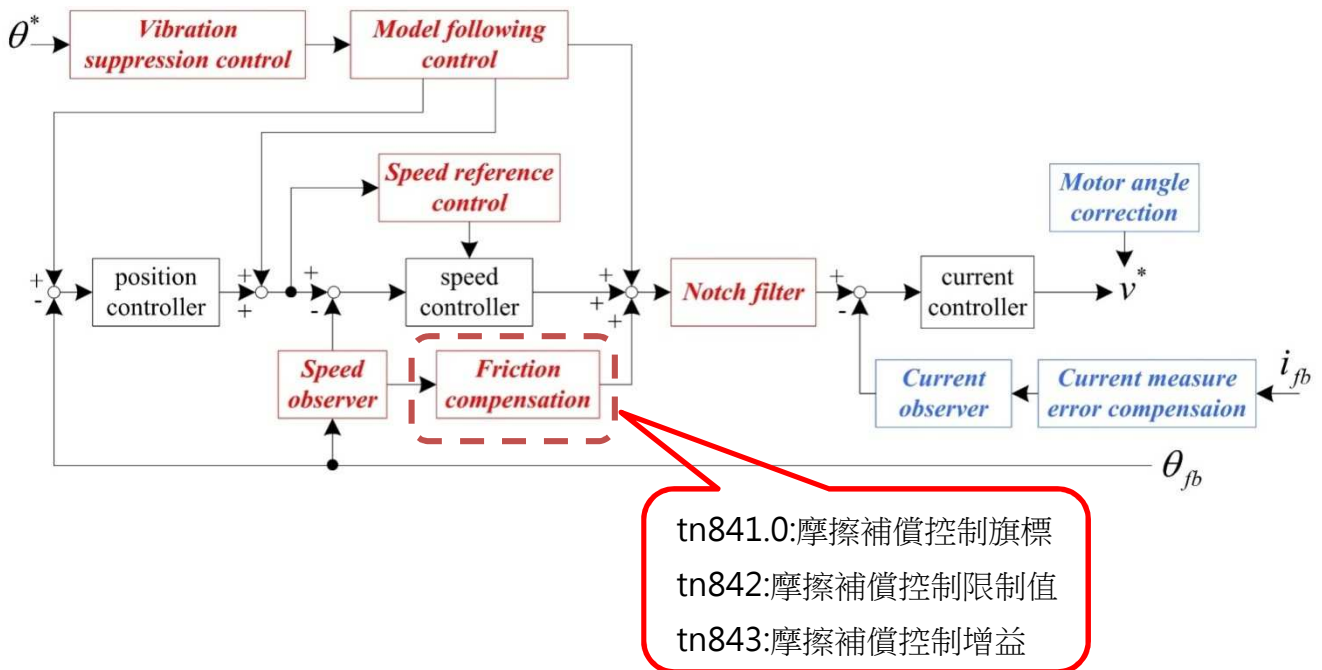 θ*
Vibration
suppression control
Model following
control
Speed reference
control
Motor angle
correction
+
-
position
controller
+
+
+
-
speed
controller
+
+
+
Notch filter
+
-
current
controller
v*
Speed
observer
Friction
compensation
Current
observer
Current measure
error compensaion
i_fb
θ_fb
tn841.0:摩擦補償控制旗標
tn842:摩擦補償控制限制值
tn843:摩擦補償控制增益